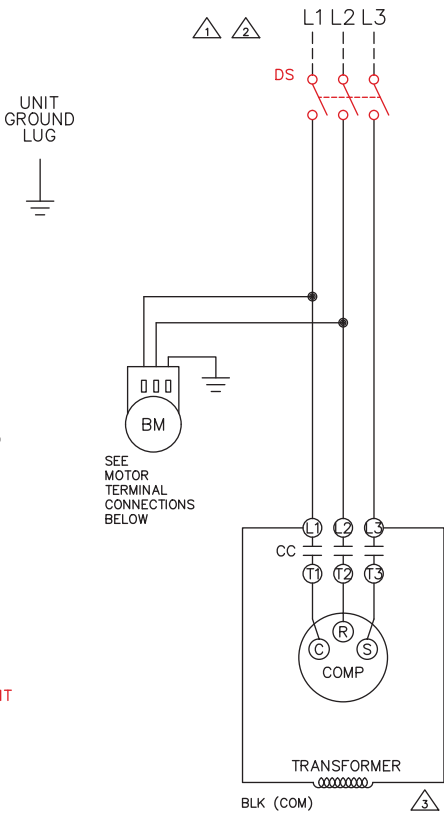 1 2
L1 L2 L3
DS
UNIT
GROUND
LUG
BM
SEE
MOTOR
TERMINAL
CONNECTIONS
BELOW
L1 L2 L3
CC
T1 T2 T3
R
C S
COMP
TRANSFORMER
BLK (COM)
3